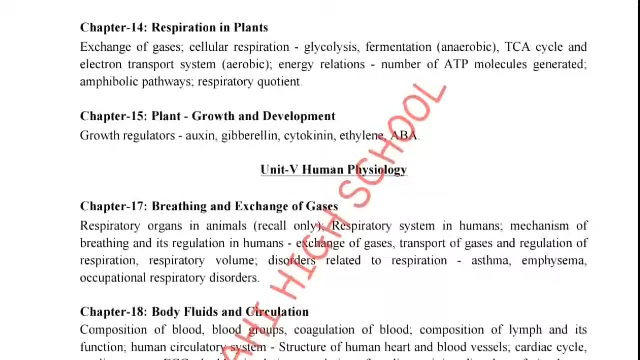 Chapter-14: Respiration in Plants
Exchange of gases; cellular respiration - glycolysis, fermentation (anaerobic), TCA cycle and
electron transport system (aerobic); energy relations - number of ATP molecules generated;
amphibolic pathways; respiratory quotient.
Chapter-15: Plant - Growth and Development
Growth regulators - auxin, gibberellin, cytokinin, ethylene, ABA.
Unit-V Human Physiology
Chapter-17: Breathing and Exchange of Gases
Respiratory organs in animals (recall only); Respiratory system in humans; mechanism of
breathing and its regulation in humans - exchange of gases, transport of gases and regulation of
respiration, respiratory volume; disorders related to respiration - asthma, emphysema,
occupational respiratory disorders.
Chapter-18: Body Fluids and Circulation
Composition of blood, blood groups, coagulation of blood; composition of lymph and its
function; human circulatory system - Structure of human heart and blood vessels; cardiac cycle,
AHI HIGH SCHOOL